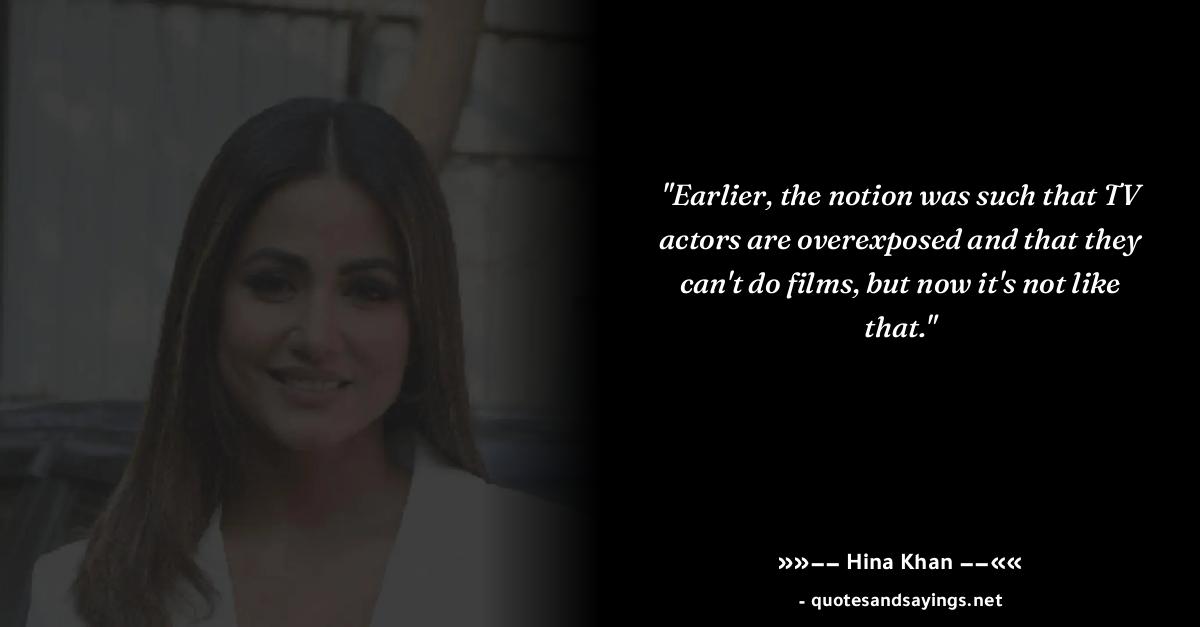 "Earlier, the notion was such that TV
actors are overexposed and that they
can't do films, but now it's not like
that."
»»–– Hina Khan ––««
- quotesandsayings.net